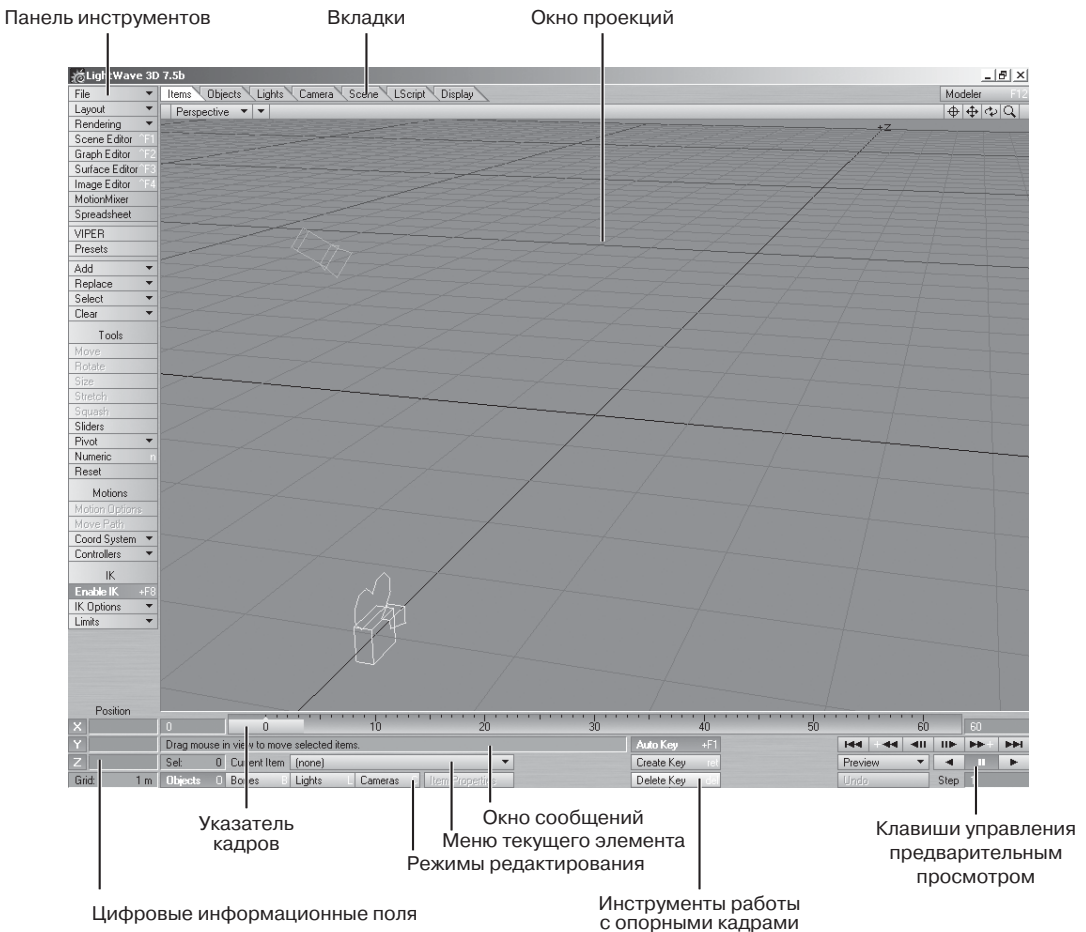 Панель инструментов
Вкладки
Окно проекций
LightWave 3D 7.5b
File
Items Objects Lights Camera Scene LScript Display
Modeler F12
Layout
Perspective
Rendering
+Z
Scene Editor F1
Graph Editor F2
Surface Editor F3
Image Editor F4
MotionMixer
Spreadsheet
VIPER
Presets
Add
Replace
Select
Clear
Tools
Move
Rotate
Size
Stretch
Squash
Sliders
Pivot
Numeric n
Reset
Motions
Motion Options
Move Path
Coord System
Controllers
IK
Enable IK +F8
IK Options
Limits
Position
X 0 0 10 20 30 40 50 60 60
Y Drag mouse in view to move selected items. Auto Key +F1
Z Sel: 0 Current Item (none) Create Key ret Preview
Grid: 1 m Objects O Bones B Lights L Cameras Item Properties Delete Key del Undo Step 1
Указатель
кадров
Окно сообщений
Меню текущего элемента
Режимы редактирования
Клавиши управления
предварительным
просмотром
Цифровые информационные поля
Инструменты работы
с опорными кадрами